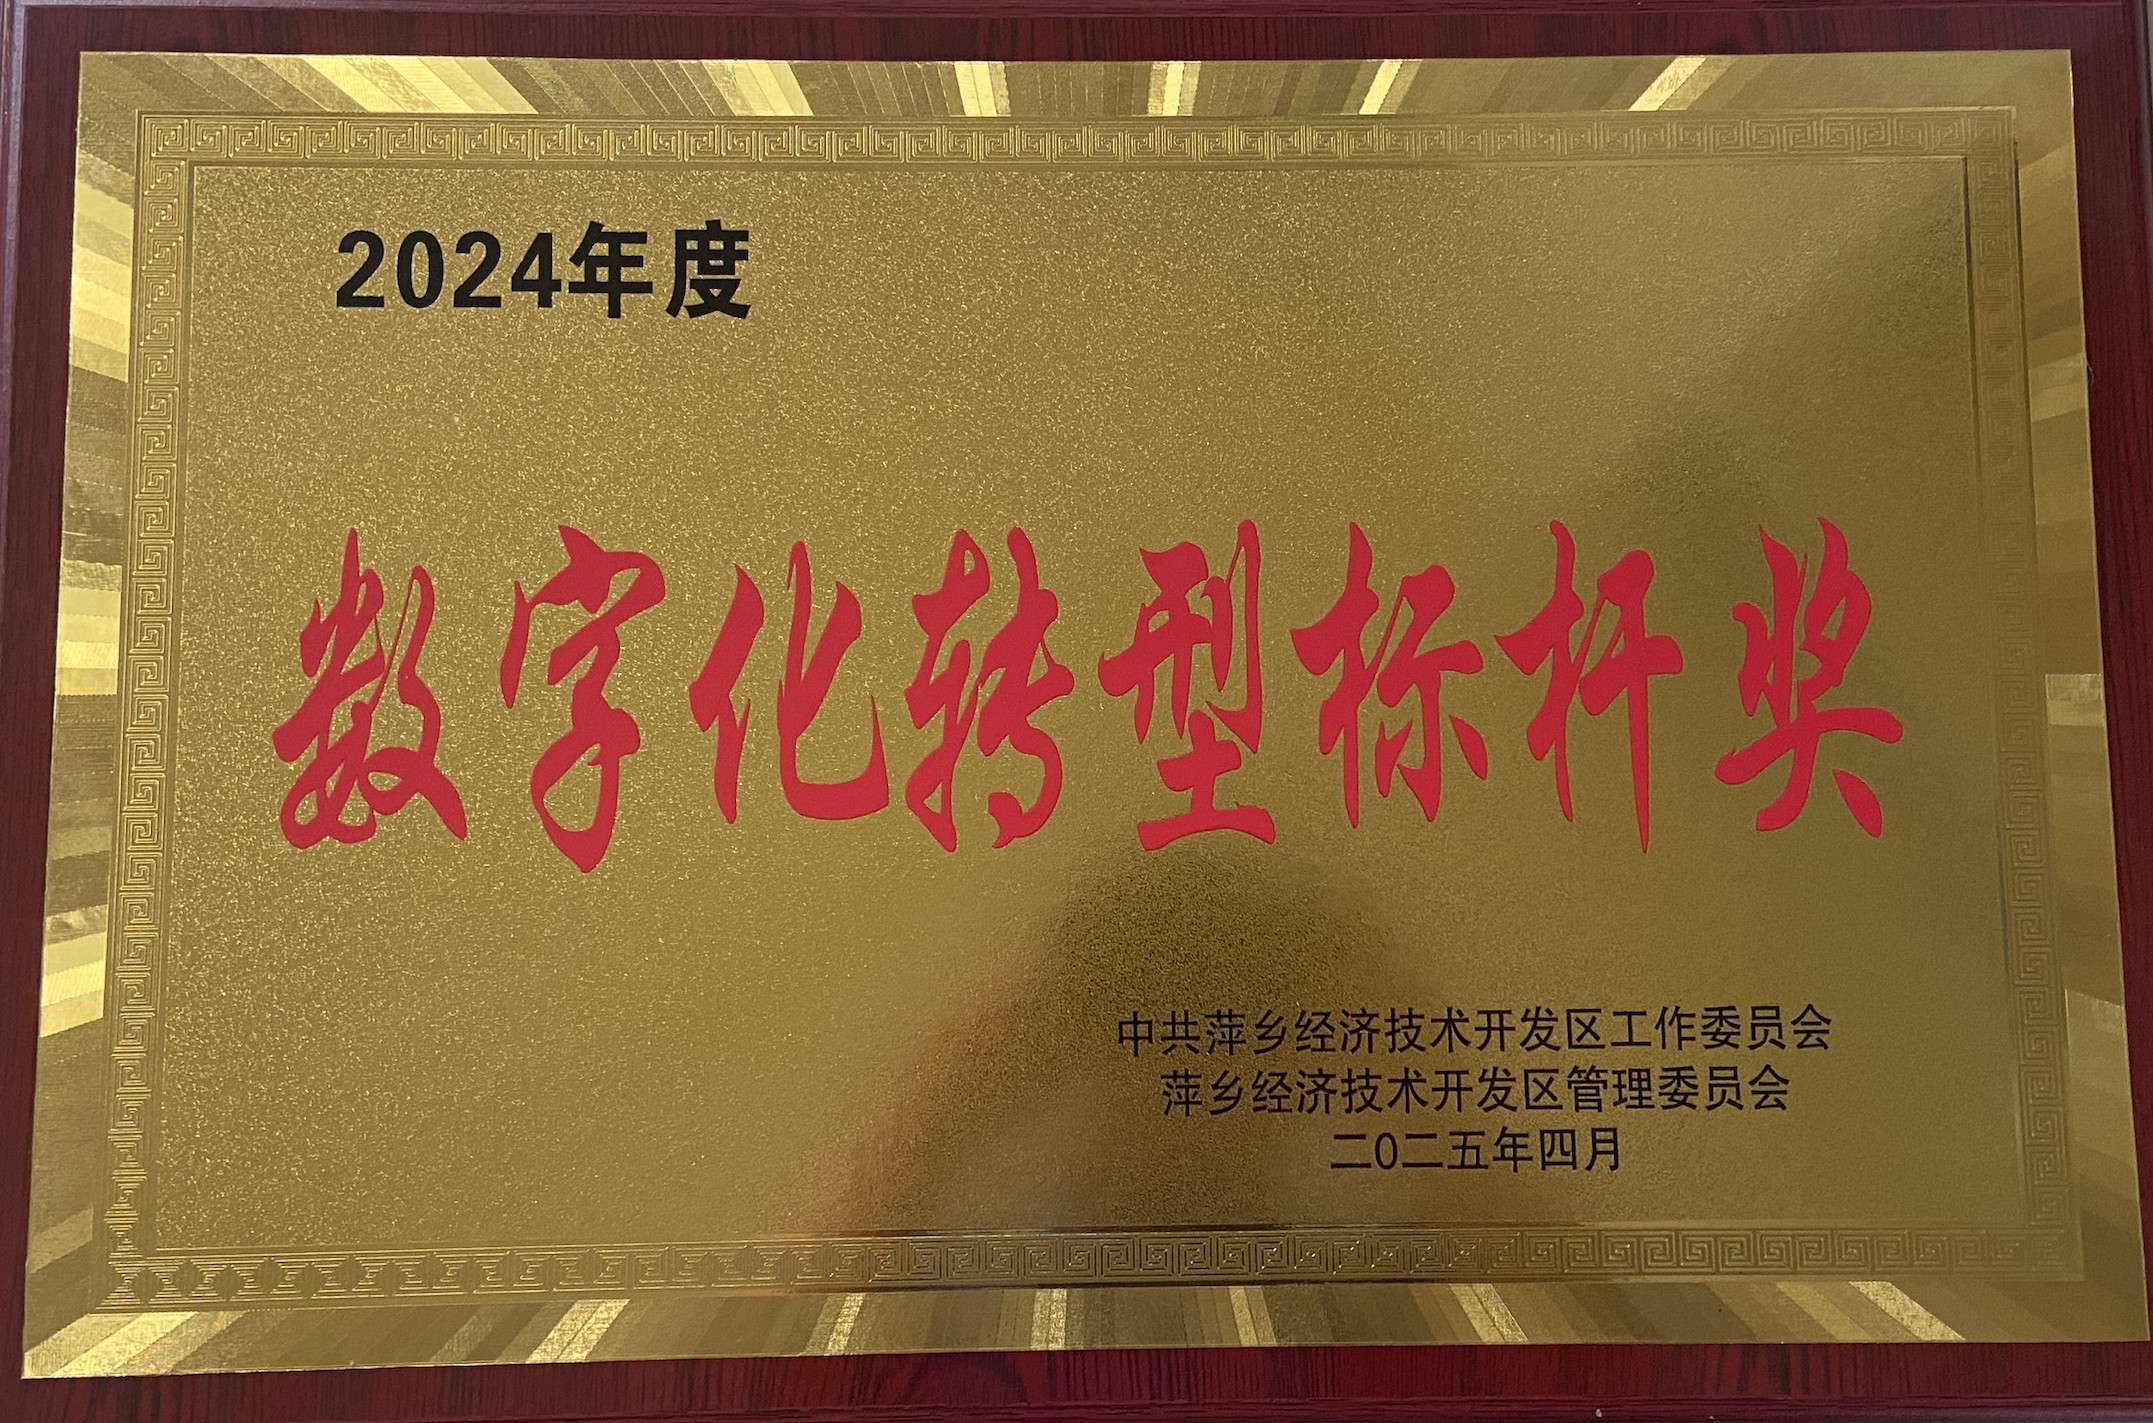 2024年度
数字化转型标杆奖
中共萍乡经济技术开发区工作委员会
萍乡经济技术开发区管理委员会
二0二五年四月